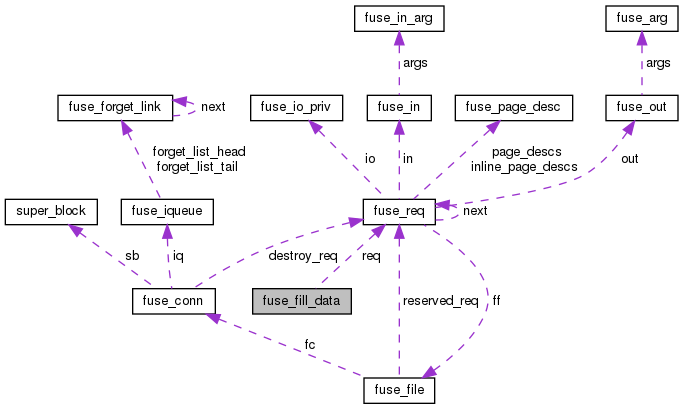 fuse_in_arg
fuse_arg
args
args
fuse_forget_link
next
fuse_io_priv
fuse_in
fuse_page_desc
fuse_out
forget_list_head
forget_list_tail
io
in
page_descs
inline_page_descs
out
super_block
fuse_iqueue
fuse_req
next
sb
iq
destroy_req
req
fuse_conn
fuse_fill_data
reserved_req
ff
fc
fuse_file